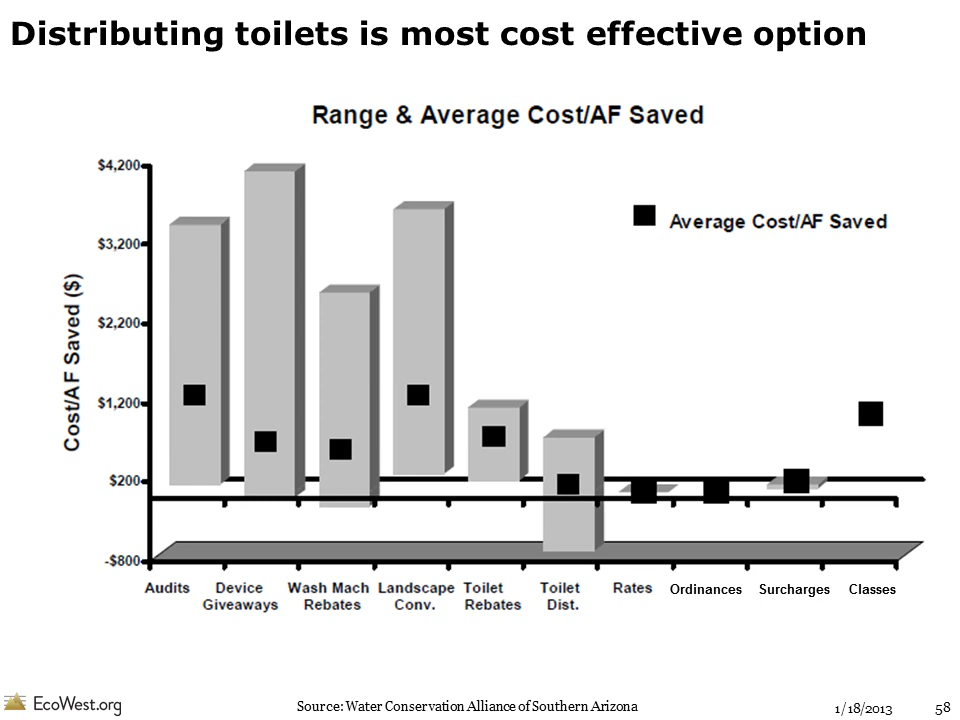 Distributing toilets is most cost effective option
Range & Average Cost/AF Saved
$4,200
$3,200
$2,200
$1,200
$200
-$800
Cost/AF Saved ($)
Average Cost/AF Saved
Audits
Device
Giveaways
Wash Mach
Rebates
Landscape
Conv.
Toilet
Rebates
Toilet
Dist.
Rates
Ordinances
Surcharges
Classes
EcoWest.org
Source: Water Conservation Alliance of Southern Arizona
1/18/2013
58